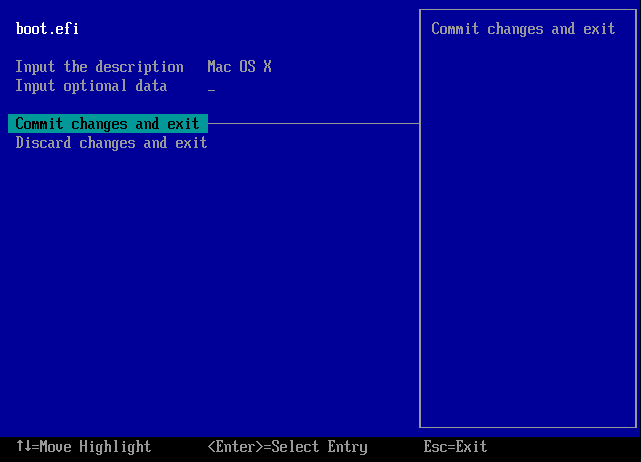 boot.efi
Commit changes and exit
Input the description Mac OS X
Input optional data _
Commit changes and exit
Discard changes and exit
↑↓=Move Highlight <Enter>=Select Entry Esc=Exit